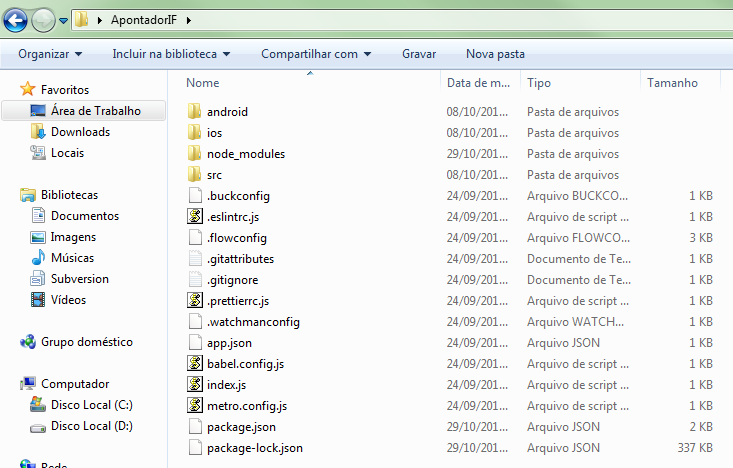 ApontadorIF
Organizar Incluir na biblioteca Compartilhar com Gravar Nova pasta
Favoritos
Área de Trabalho
Downloads
Locais
Bibliotecas
Documentos
Imagens
Músicas
Subversion
Vídeos
Grupo doméstico
Computador
Disco Local (C:)
Disco Local (D:)
Rede
Nome Data de m... Tipo Tamanho
android 08/10/201... Pasta de arquivos
ios 08/10/201... Pasta de arquivos
node_modules 29/10/201... Pasta de arquivos
src 08/10/201... Pasta de arquivos
.buckconfig 24/09/201... Arquivo BUCKCO... 1 KB
.eslintrc.js 24/09/201... Arquivo de script ... 1 KB
.flowconfig 24/09/201... Arquivo FLOWCO... 3 KB
.gitattributes 24/09/201... Documento de Te... 1 KB
.gitignore 24/09/201... Documento de Te... 1 KB
.prettierrc.js 24/09/201... Arquivo de script ... 1 KB
.watchmanconfig 24/09/201... Arquivo WATCH... 1 KB
app.json 24/09/201... Arquivo JSON 1 KB
babel.config.js 24/09/201... Arquivo de script ... 1 KB
index.js 24/09/201... Arquivo de script ... 1 KB
metro.config.js 24/09/201... Arquivo de script ... 1 KB
package.json 29/10/201... Arquivo JSON 2 KB
package-lock.json 29/10/201... Arquivo JSON 337 KB